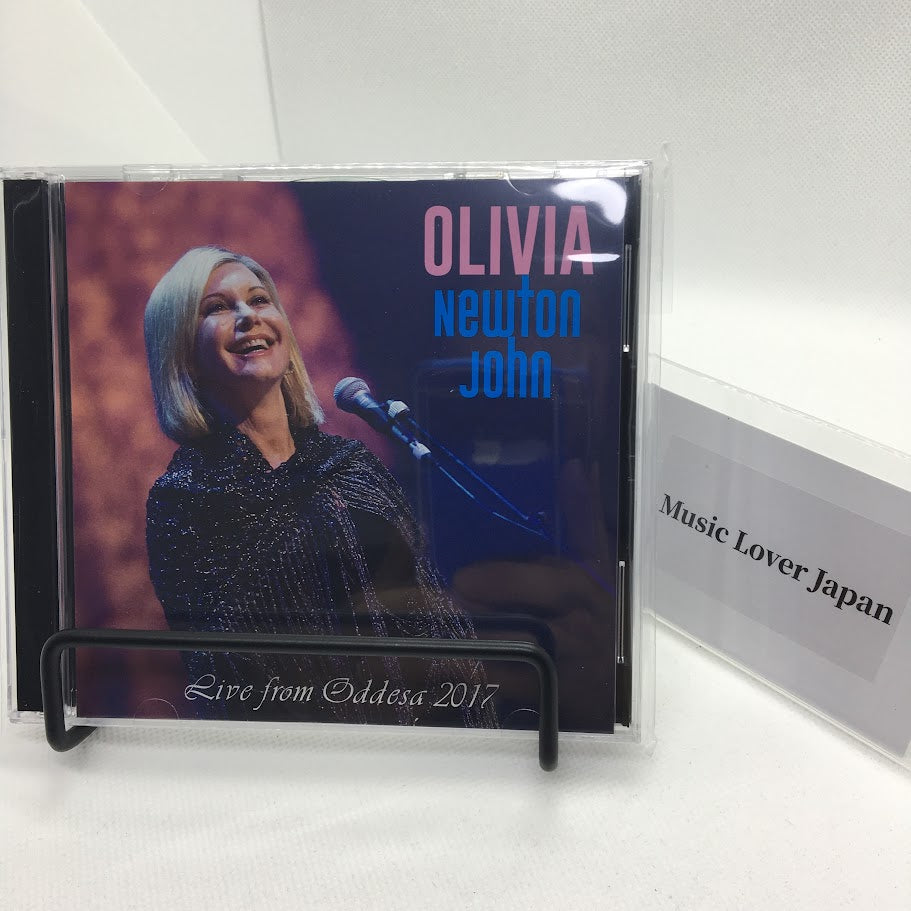 OLIVIA
Newton
John
Live from Oddesa 2017
Music Lover Japan